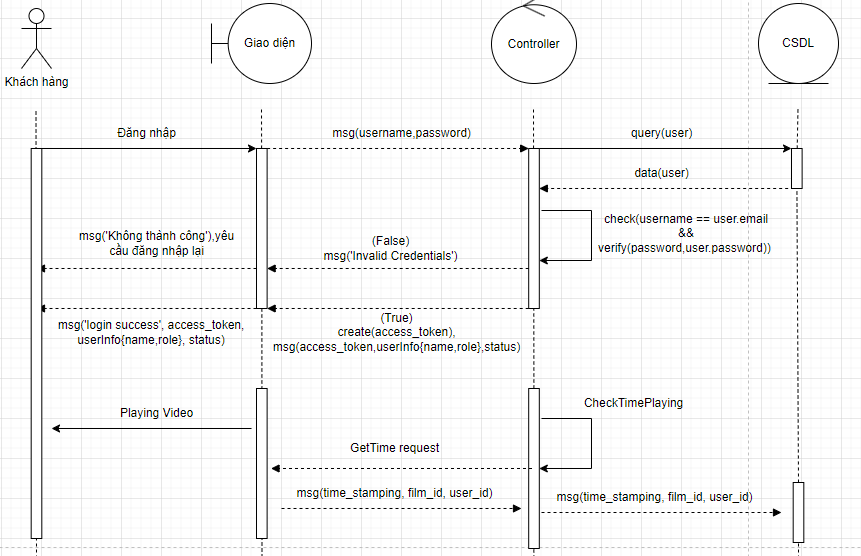 Khách hàng
Giao diện
Controller
CSDL
Đăng nhập
msg(username,password)
query(user)
data(user)
check(username == user.email
&&
verify(password,user.password))
(False)
msg('Invalid Credentials')
msg('Không thành công'),yêu
cầu đăng nhập lại
(True)
create(access_token),
msg(access_token,userInfo{name,role},status)
msg('login success', access_token,
userInfo{name,role}, status)
CheckTimePlaying
Playing Video
GetTime request
msg(time_stamping, film_id, user_id)
msg(time_stamping, film_id, user_id)